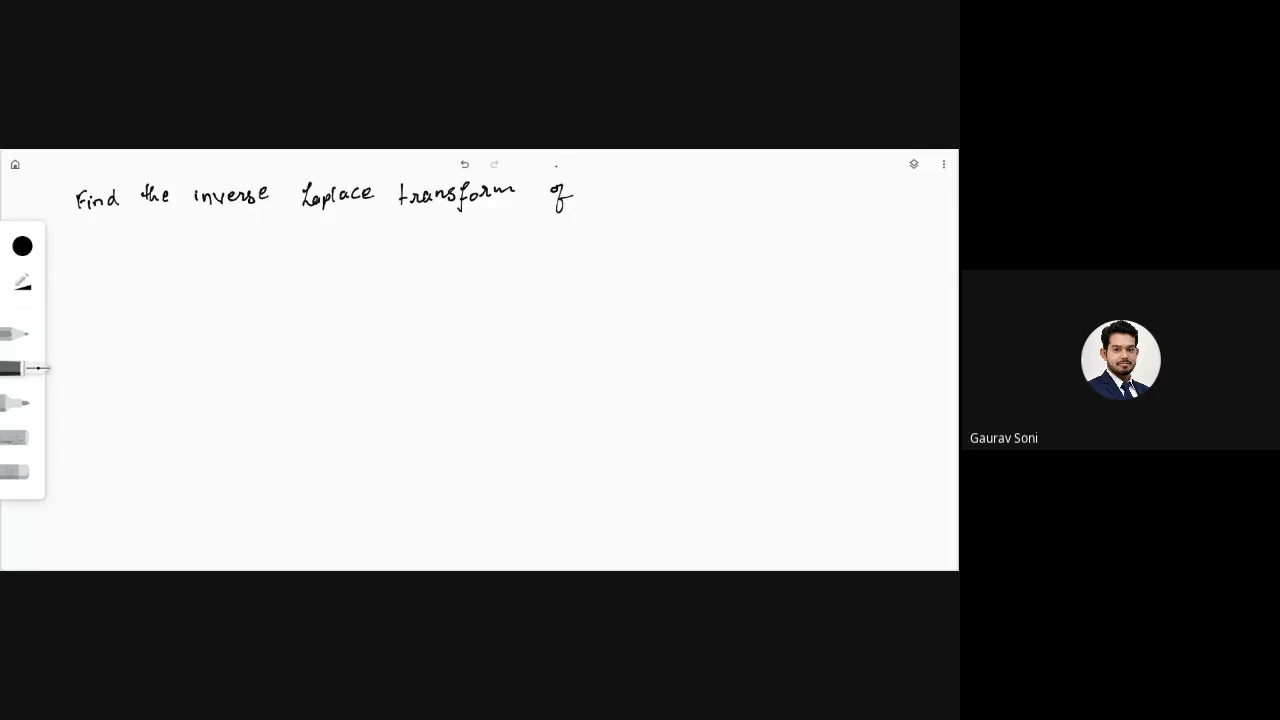 Find the inverse Laplace transform of
Gaurav Soni